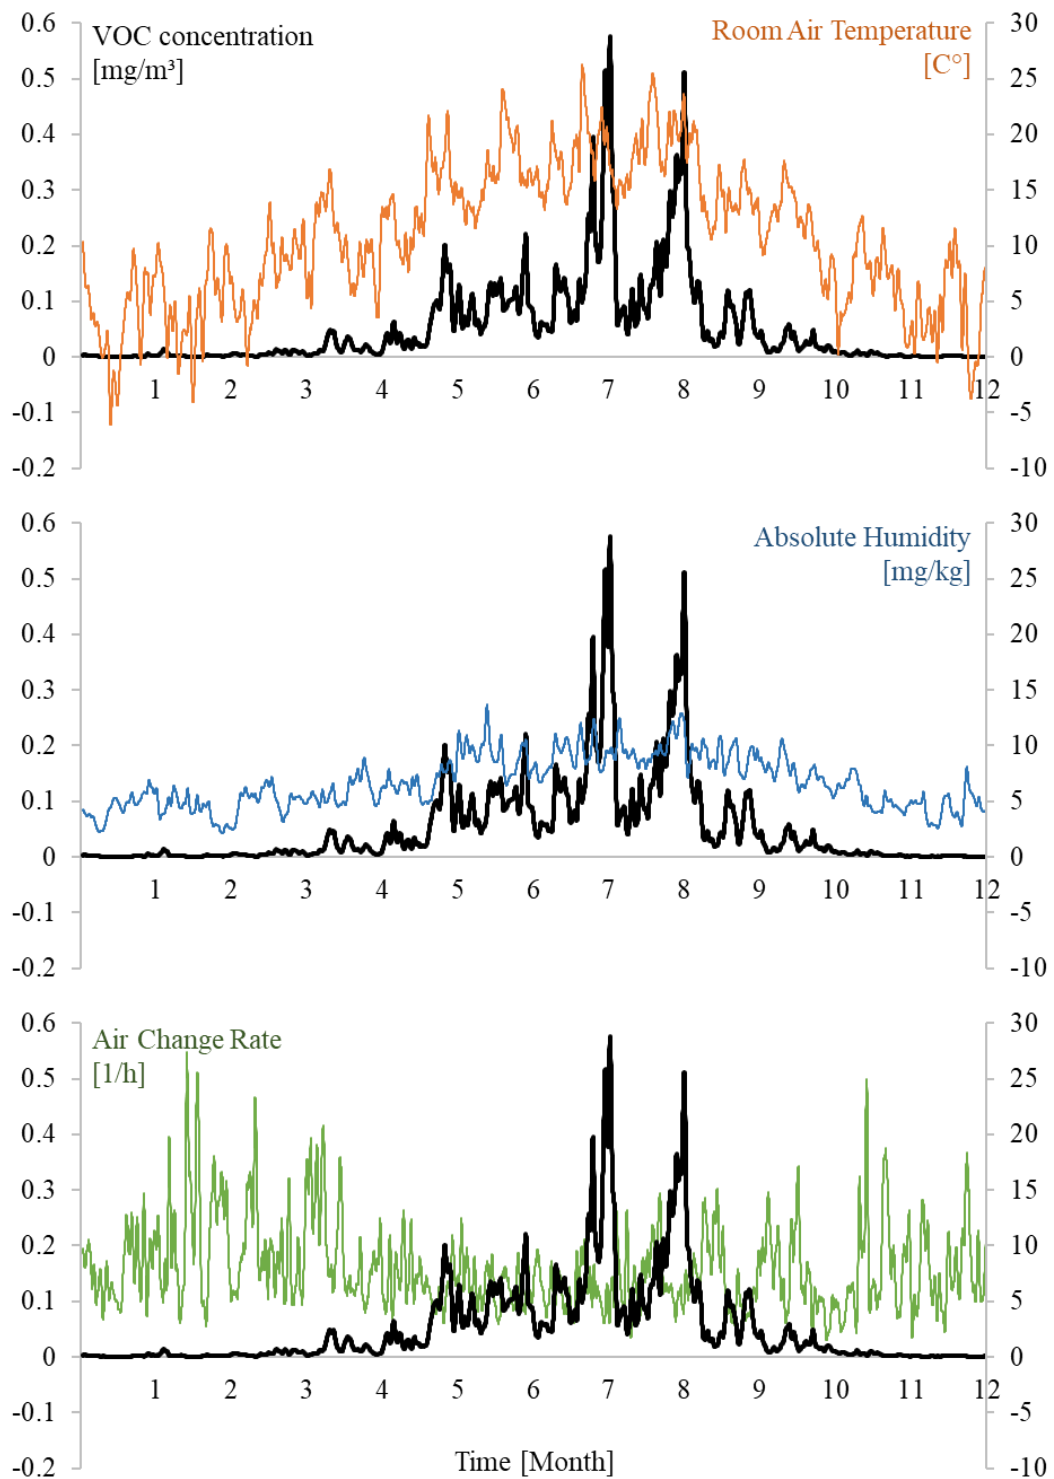 0.6 VOC concentration Room Air Temperature 30
[mg/m³] [C°]
0.5 25
0.4 20
0.3 15
0.2 10
0.1 5
0 0
1 2 3 4 5 6 7 8 9 10 11 12
-0.1 -5
-0.2 -10
0.6 Absolute Humidity 30
[mg/kg]
0.5 25
0.4 20
0.3 15
0.2 10
0.1 5
0 0
1 2 3 4 5 6 7 8 9 10 11 12
-0.1 -5
-0.2 -10
0.6 Air Change Rate 30
[1/h]
0.5 25
0.4 20
0.3 15
0.2 10
0.1 5
0 0
1 2 3 4 5 6 7 8 9 10 11 12
-0.1 -5
-0.2 Time [Month] -10